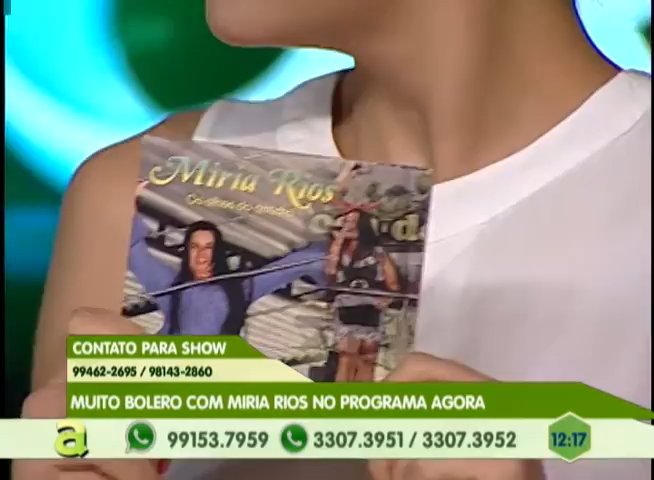 Miria Rios
CONTATO PARA SHOW
99462-2695 / 98143-2860
MUITO BOLERO COM MIRIA RIOS NO PROGRAMA AGORA
a 99153.7959 3307.3951 / 3307.3952 12:17